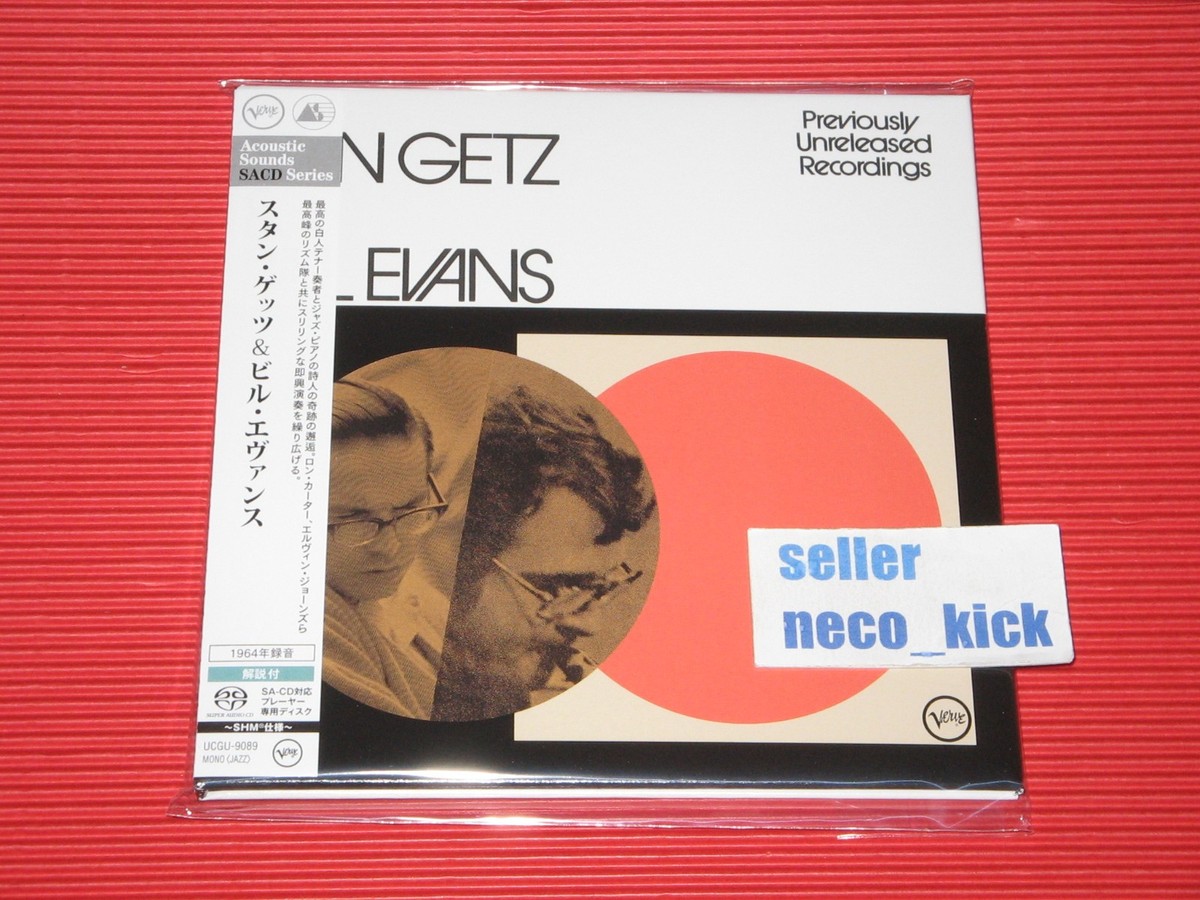 Verve
Acoustic
Sounds
SACD Series
N GETZ
EVANS
Previously
Unreleased
Recordings
スタン・ゲッツ&ビル・エヴァンス
最高の白人テナー奏者とジャズ・ピアノの詩人の奇跡の邂逅。ロン・カーター、エルヴィン・ジョーンズら
最高峰のリズム隊と共にスリリングな即興演奏を繰り広げる。
1964年録音
解説付
SUPER AUDIO CD
SA-CD対応
プレーヤー
専用ディスク
~SHM®仕様~
UCGU-9089
MONO (JAZZ)
Verve
Verve
seller
neco_kick